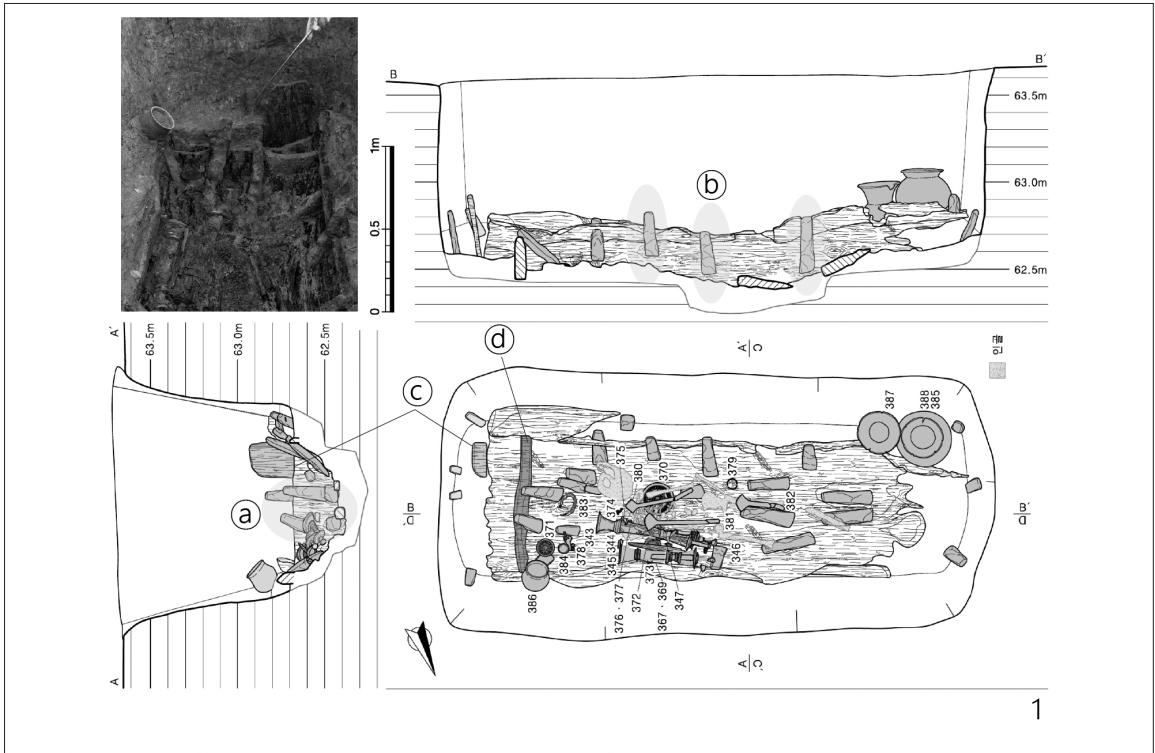 B
B´
63.5m
63.0m
62.5m
1m
0.5
0
ⓑ
A´
63.5m
63.0m
62.5m
ⓐ
A
ⓒ
ⓓ
A´
C
인골
B
D´
B´
D
387
388
385
375
380
370
379
382
383
374
381
371
343
344
345
346
384
378
386
376 · 377
372
373
367 · 369
347
A
C´
1